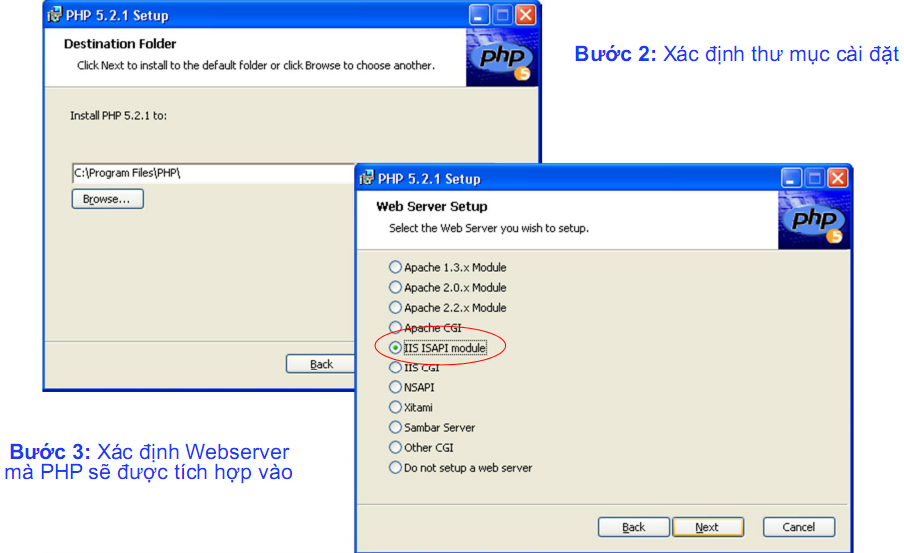 PHP 5.2.1 Setup
Destination Folder
Click Next to install to the default folder or click Browse to choose another.
php
5
Bước 2: Xác định thư mục cài đặt
Install PHP 5.2.1 to:
C:\Program Files\PHP\
Browse...
Back
PHP 5.2.1 Setup
Web Server Setup
Select the Web Server you wish to setup.
php
5
Apache 1.3.x Module
Apache 2.0.x Module
Apache 2.2.x Module
Apache CGI
IIS ISAPI module
IIS CGI
NSAPI
Xitami
Sambar Server
Other CGI
Do not setup a web server
Back
Next
Cancel
Bước 3: Xác định Webserver
mà PHP sẽ được tích hợp vào